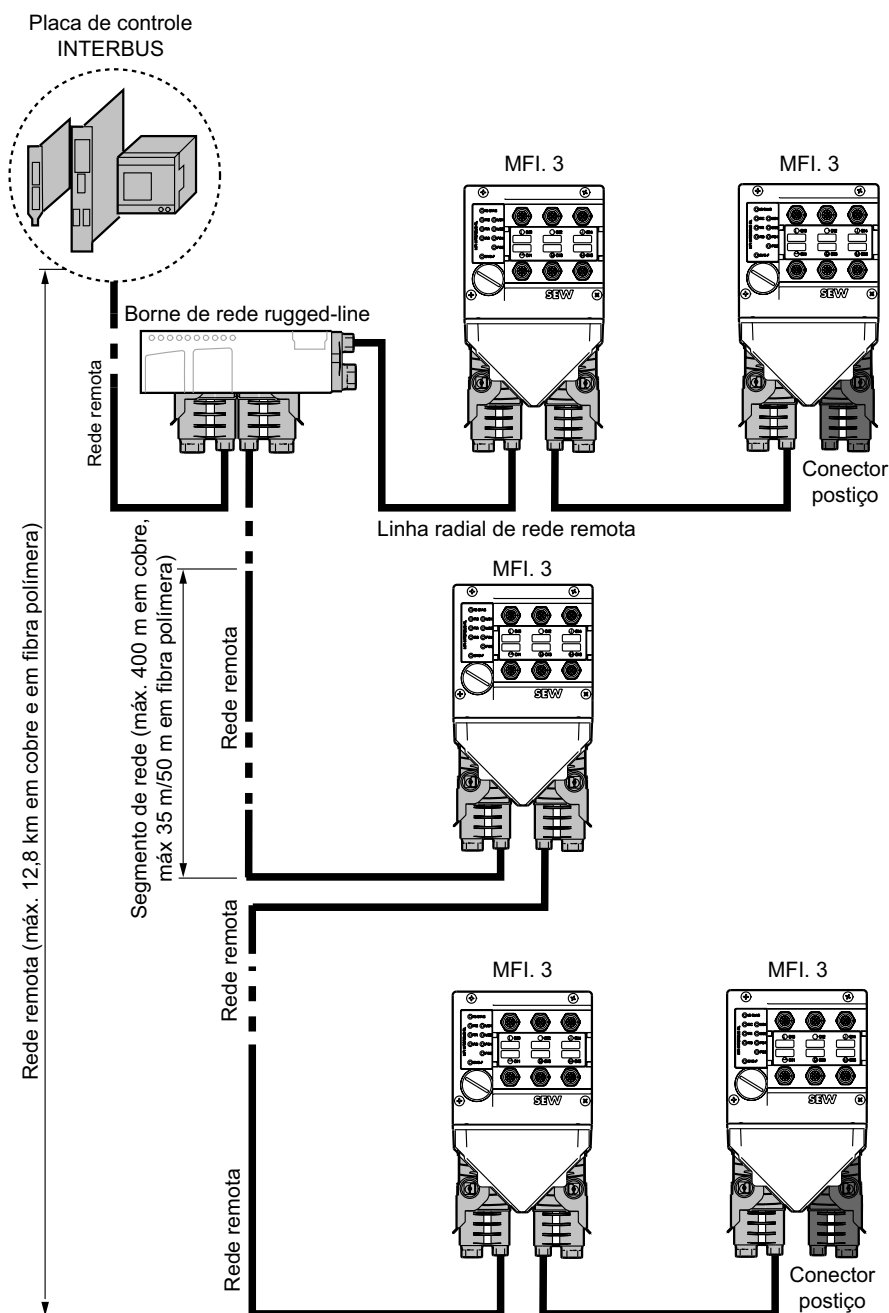 Placa de controle
INTERBUS
MFI. 3
MFI. 3
Borne de rede rugged-line
SEW
SEW
Rede remota
Conector
postiço
Linha radial de rede remota
MFI. 3
SEW
Segmento de rede (máx. 400 m em cobre,
máx 35 m/50 m em fibra polímera)
Rede remota
Rede remota (máx. 12,8 km em cobre e em fibra polímera)
Rede remota
MFI. 3
MFI. 3
SEW
SEW
Rede remota
Conector
postiço